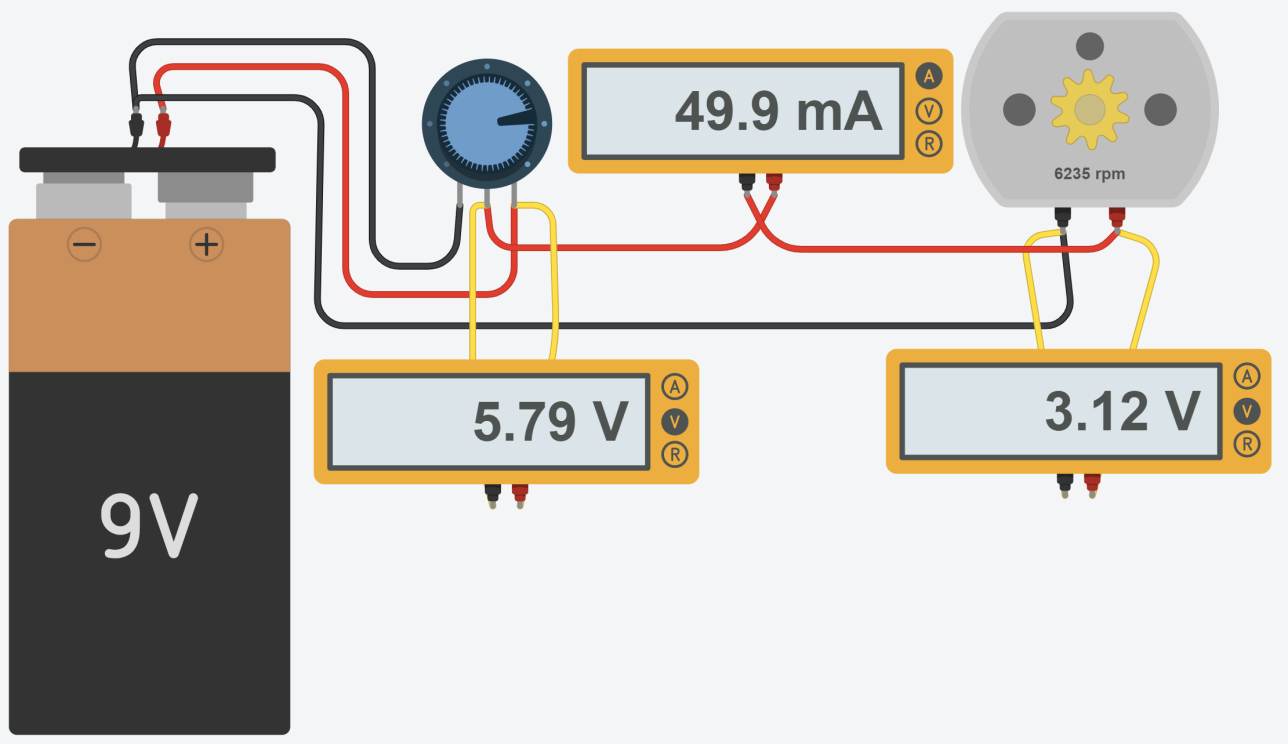 49.9 mA
A
V
R
6235 rpm
− +
5.79 V
A
V
R
3.12 V
A
V
R
9V